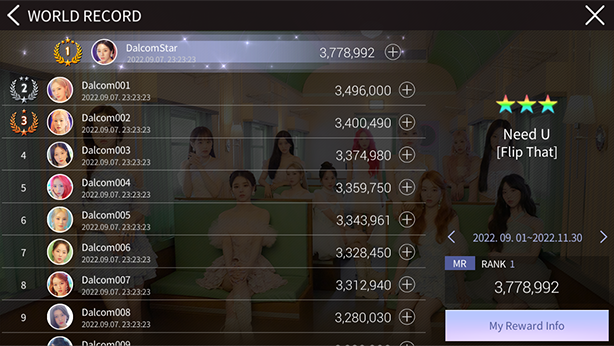 WORLD RECORD
1
DalcomStar
2022.09.07. 23:23:23
3,778,992
2
Dalcom001
2022.09.07. 23:23:23
3,496,000
3
Dalcom002
2022.09.07. 23:23:23
3,400,490
4
Dalcom003
2022.09.07. 23:23:23
3,374,980
5
Dalcom004
2022.09.07. 23:23:23
3,359,750
6
Dalcom005
2022.09.07. 23:23:23
3,343,961
7
Dalcom006
2022.09.07. 23:23:23
3,328,450
8
Dalcom007
2022.09.07. 23:23:23
3,312,940
9
Dalcom008
2022.09.07. 23:23:23
3,280,030
Dalcom009
Need U
[Flip That]
2022. 09. 01~2022.11.30
MR RANK 1
3,778,992
My Reward Info